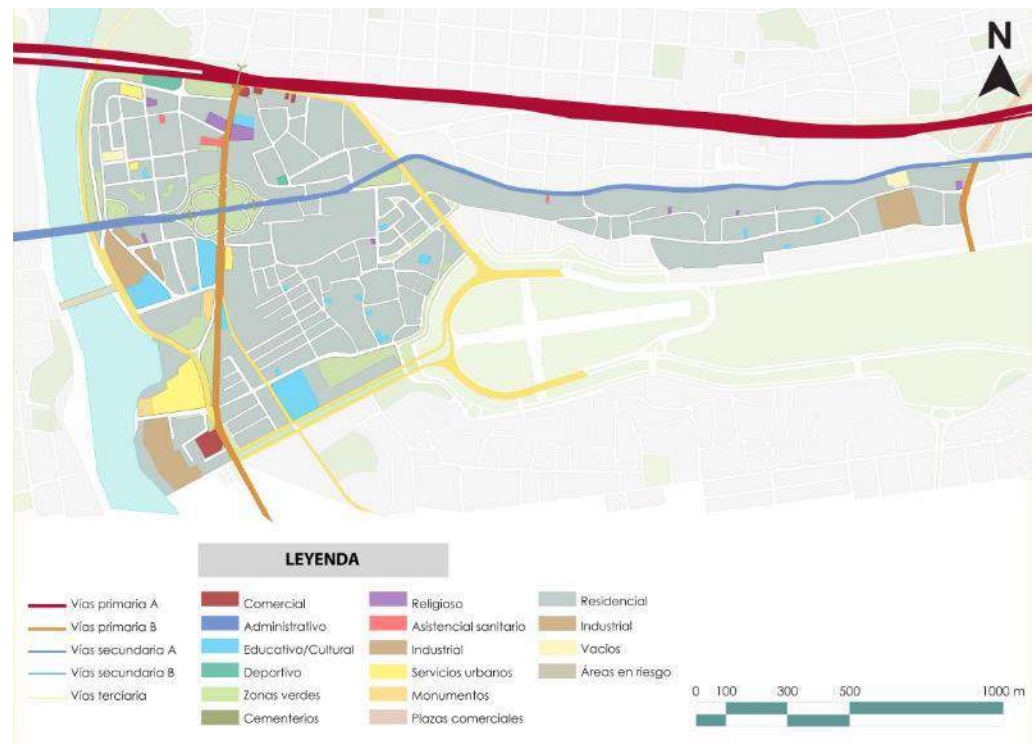 N
LEYENDA
Vías primaria A
Vías primaria B
Vías secundaria A
Vías secundaria B
Vías terciaria
Comercial
Administrativo
Educativo/Cultural
Deportivo
Zonas verdes
Cementerios
Religioso
Asistencial sanitario
Industrial
Servicios urbanos
Monumentos
Plazas comerciales
Residencial
Industrial
Vacíos
Áreas en riesgo
0 100 300 500 1000 m